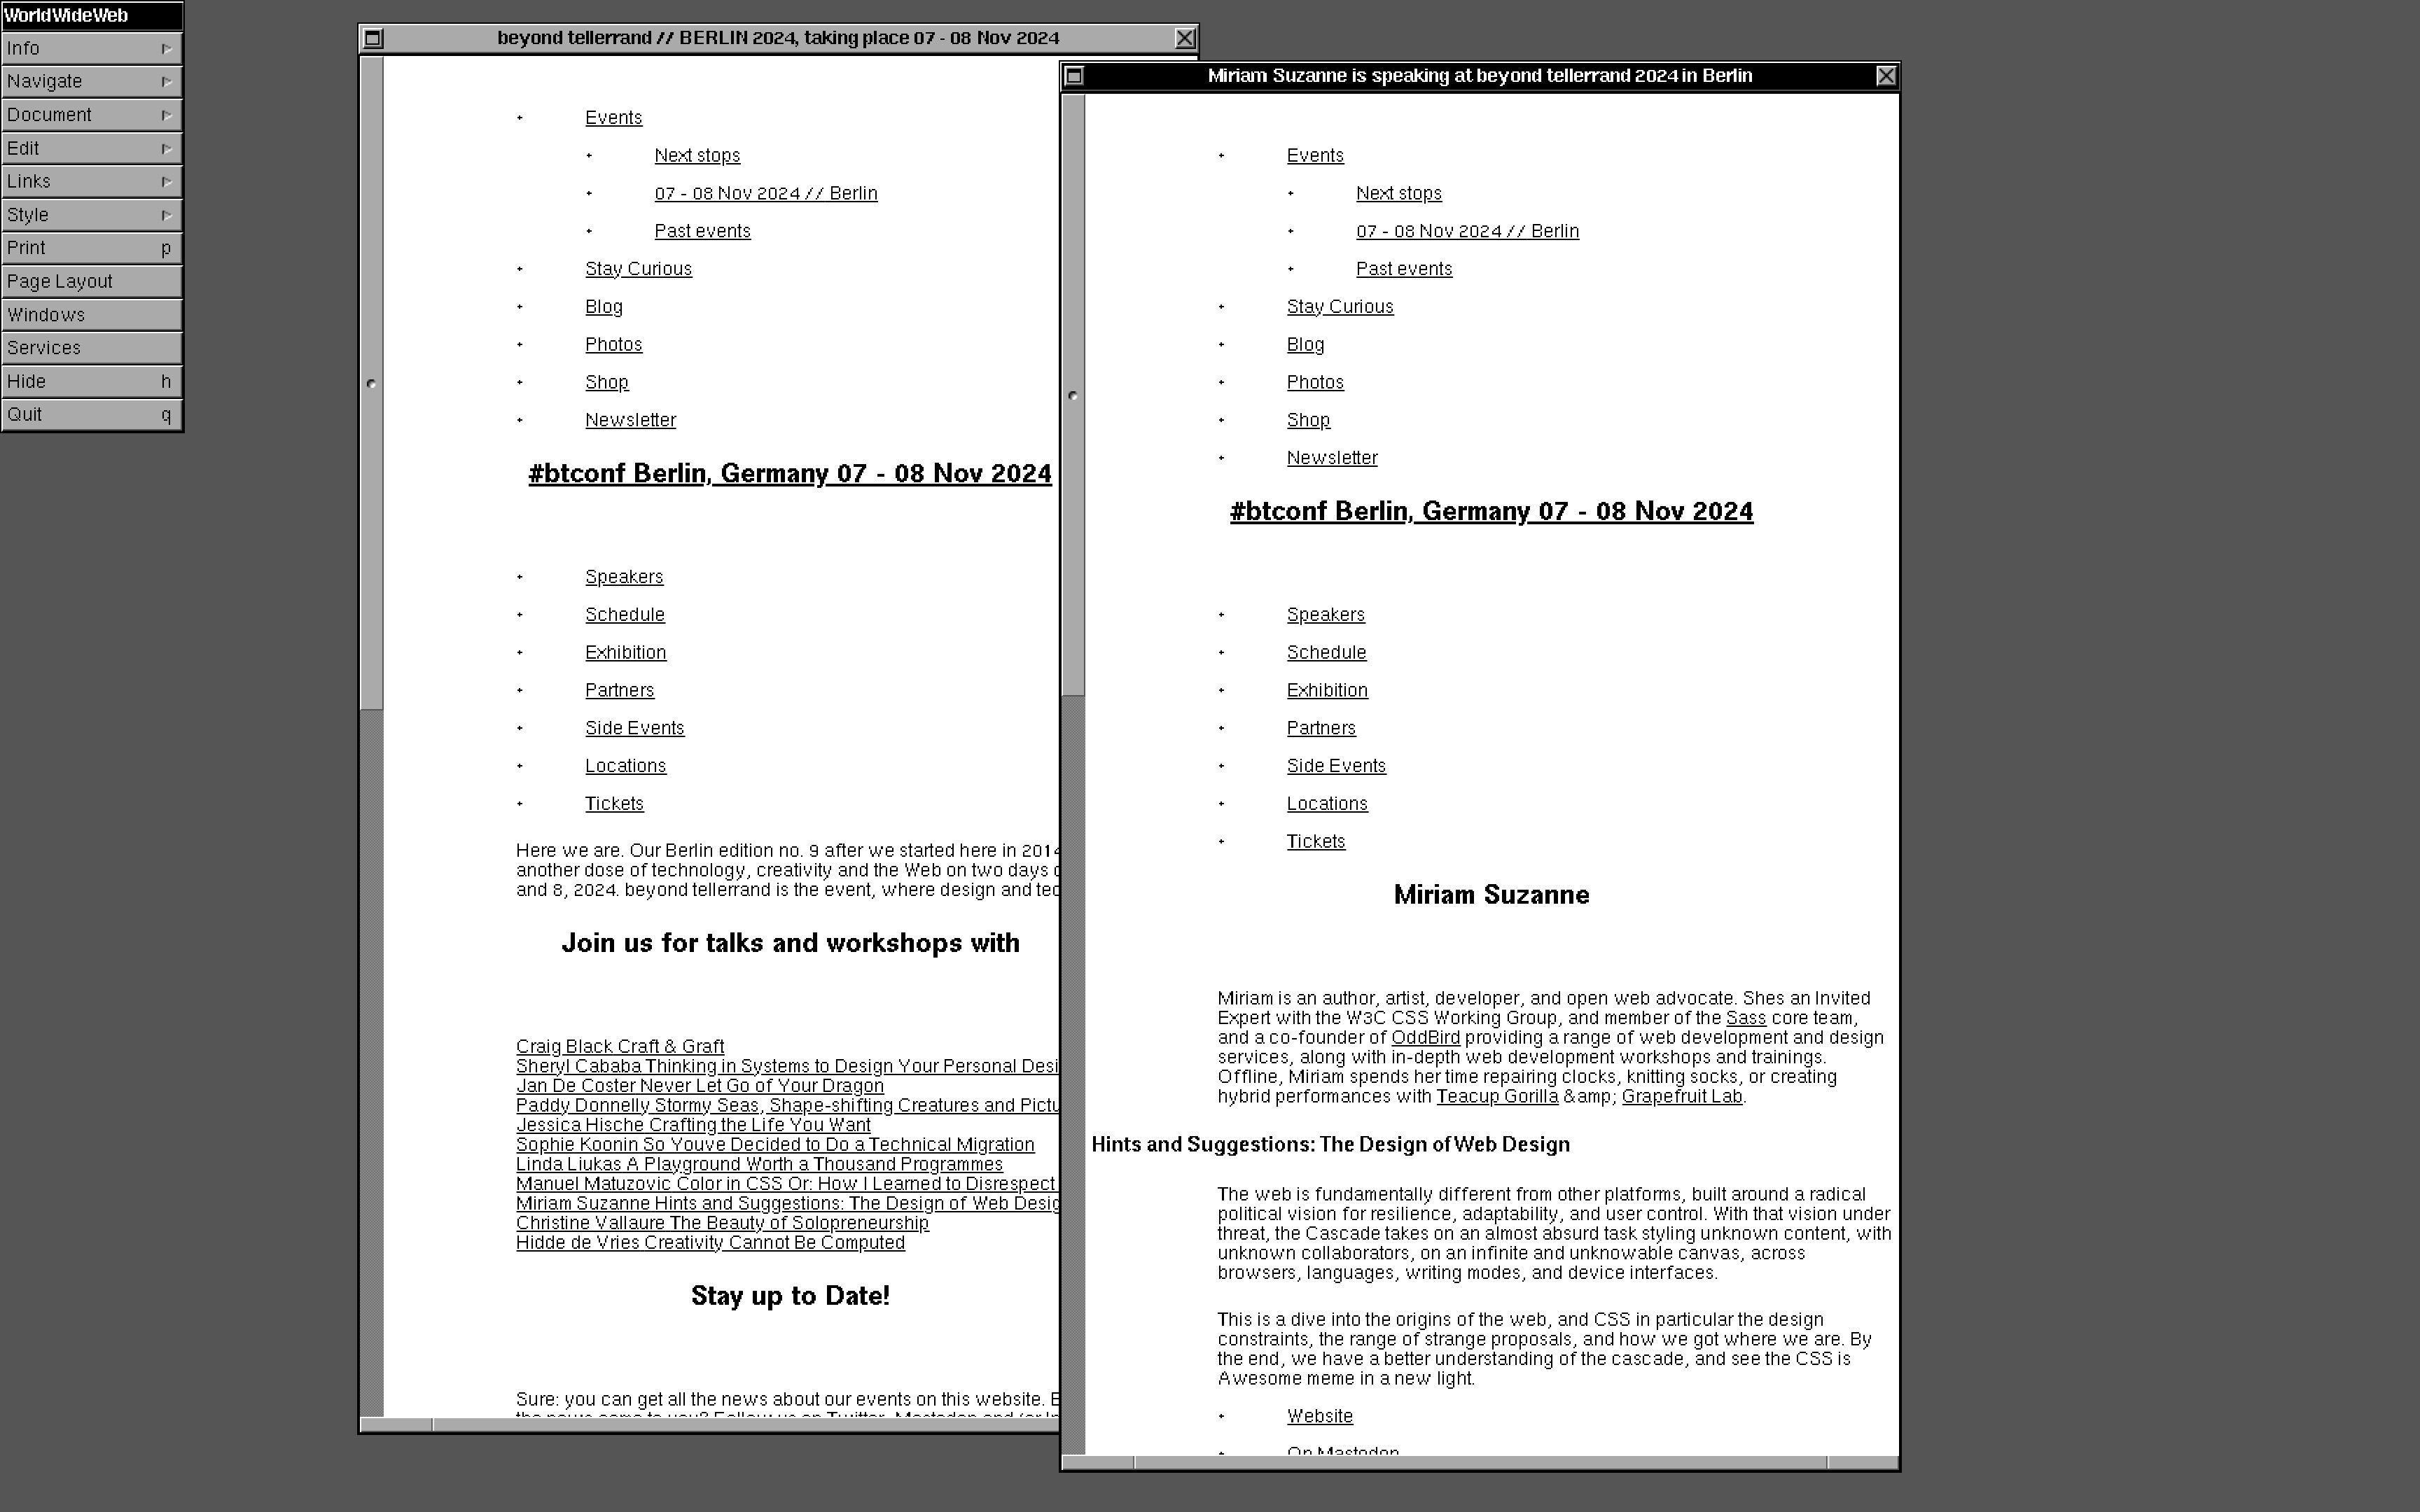 WorldWideWeb
Info
Navigate
Document
Edit
Links
Style
Print p
Page Layout
Windows
Services
Hide h
Quit q
beyond tellerrand // BERLIN 2024, taking place 07 - 08 Nov 2024
Events
Next stops
07 - 08 Nov 2024 // Berlin
Past events
Stay Curious
Blog
Photos
Shop
Newsletter
#btconf Berlin, Germany 07 - 08 Nov 2024
Speakers
Schedule
Exhibition
Partners
Side Events
Locations
Tickets
Here we are. Our Berlin edition no. 9 after we started here in 2014
another dose of technology, creativity and the Web on two days
and 8, 2024. beyond tellerrand is the event, where design and
Join us for talks and workshops with
Craig Black Craft & Graft
Sheryl Cababa Thinking in Systems to Design Your Personal
Jan De Coster Never Let Go of Your Dragon
Paddy Donnelly Stormy Seas, Shape-shifting Creatures and
Jessica Hische Crafting the Life You Want
Sophie Koonin So Youve Decided to Do a Technical Migration
Linda Liukas A Playground Worth a Thousand Programmes
Manuel Matuzovic Color in CSS Or: How I Learned to Disrespect
Miriam Suzanne Hints and Suggestions: The Design of Web
Christine Vallaure The Beauty of Solopreneurship
Hidde de Vries Creativity Cannot Be Computed
Stay up to Date!
Sure: you can get all the news about our events on this website.
Miriam Suzanne is speaking at beyond tellerrand 2024 in Berlin
Events
Next stops
07 - 08 Nov 2024 // Berlin
Past events
Stay Curious
Blog
Photos
Shop
Newsletter
#btconf Berlin, Germany 07 - 08 Nov 2024
Speakers
Schedule
Exhibition
Partners
Side Events
Locations
Tickets
Miriam Suzanne
Miriam is an author, artist, developer, and open web advocate. Shes an Invited
Expert with the W3C CSS Working Group, and member of the Sass core team,
and a co-founder of OddBird providing a range of web development and design
services, along with in-depth web development workshops and trainings.
Offline, Miriam spends her time repairing clocks, knitting socks, or creating
hybrid performances with Teacup Gorilla &amp; Grapefruit Lab.
Hints and Suggestions: The Design of Web Design
The web is fundamentally different from other platforms, built around a radical
political vision for resilience, adaptability, and user control. With that vision under
threat, the Cascade takes on an almost absurd task styling unknown content, with
unknown collaborators, on an infinite and unknowable canvas, across
browsers, languages, writing modes, and device interfaces.
This is a dive into the origins of the web, and CSS in particular the design
constraints, the range of strange proposals, and how we got where we are. By
the end, we have a better understanding of the cascade, and see the CSS is
Awesome meme in a new light.
Website
On Mastodon